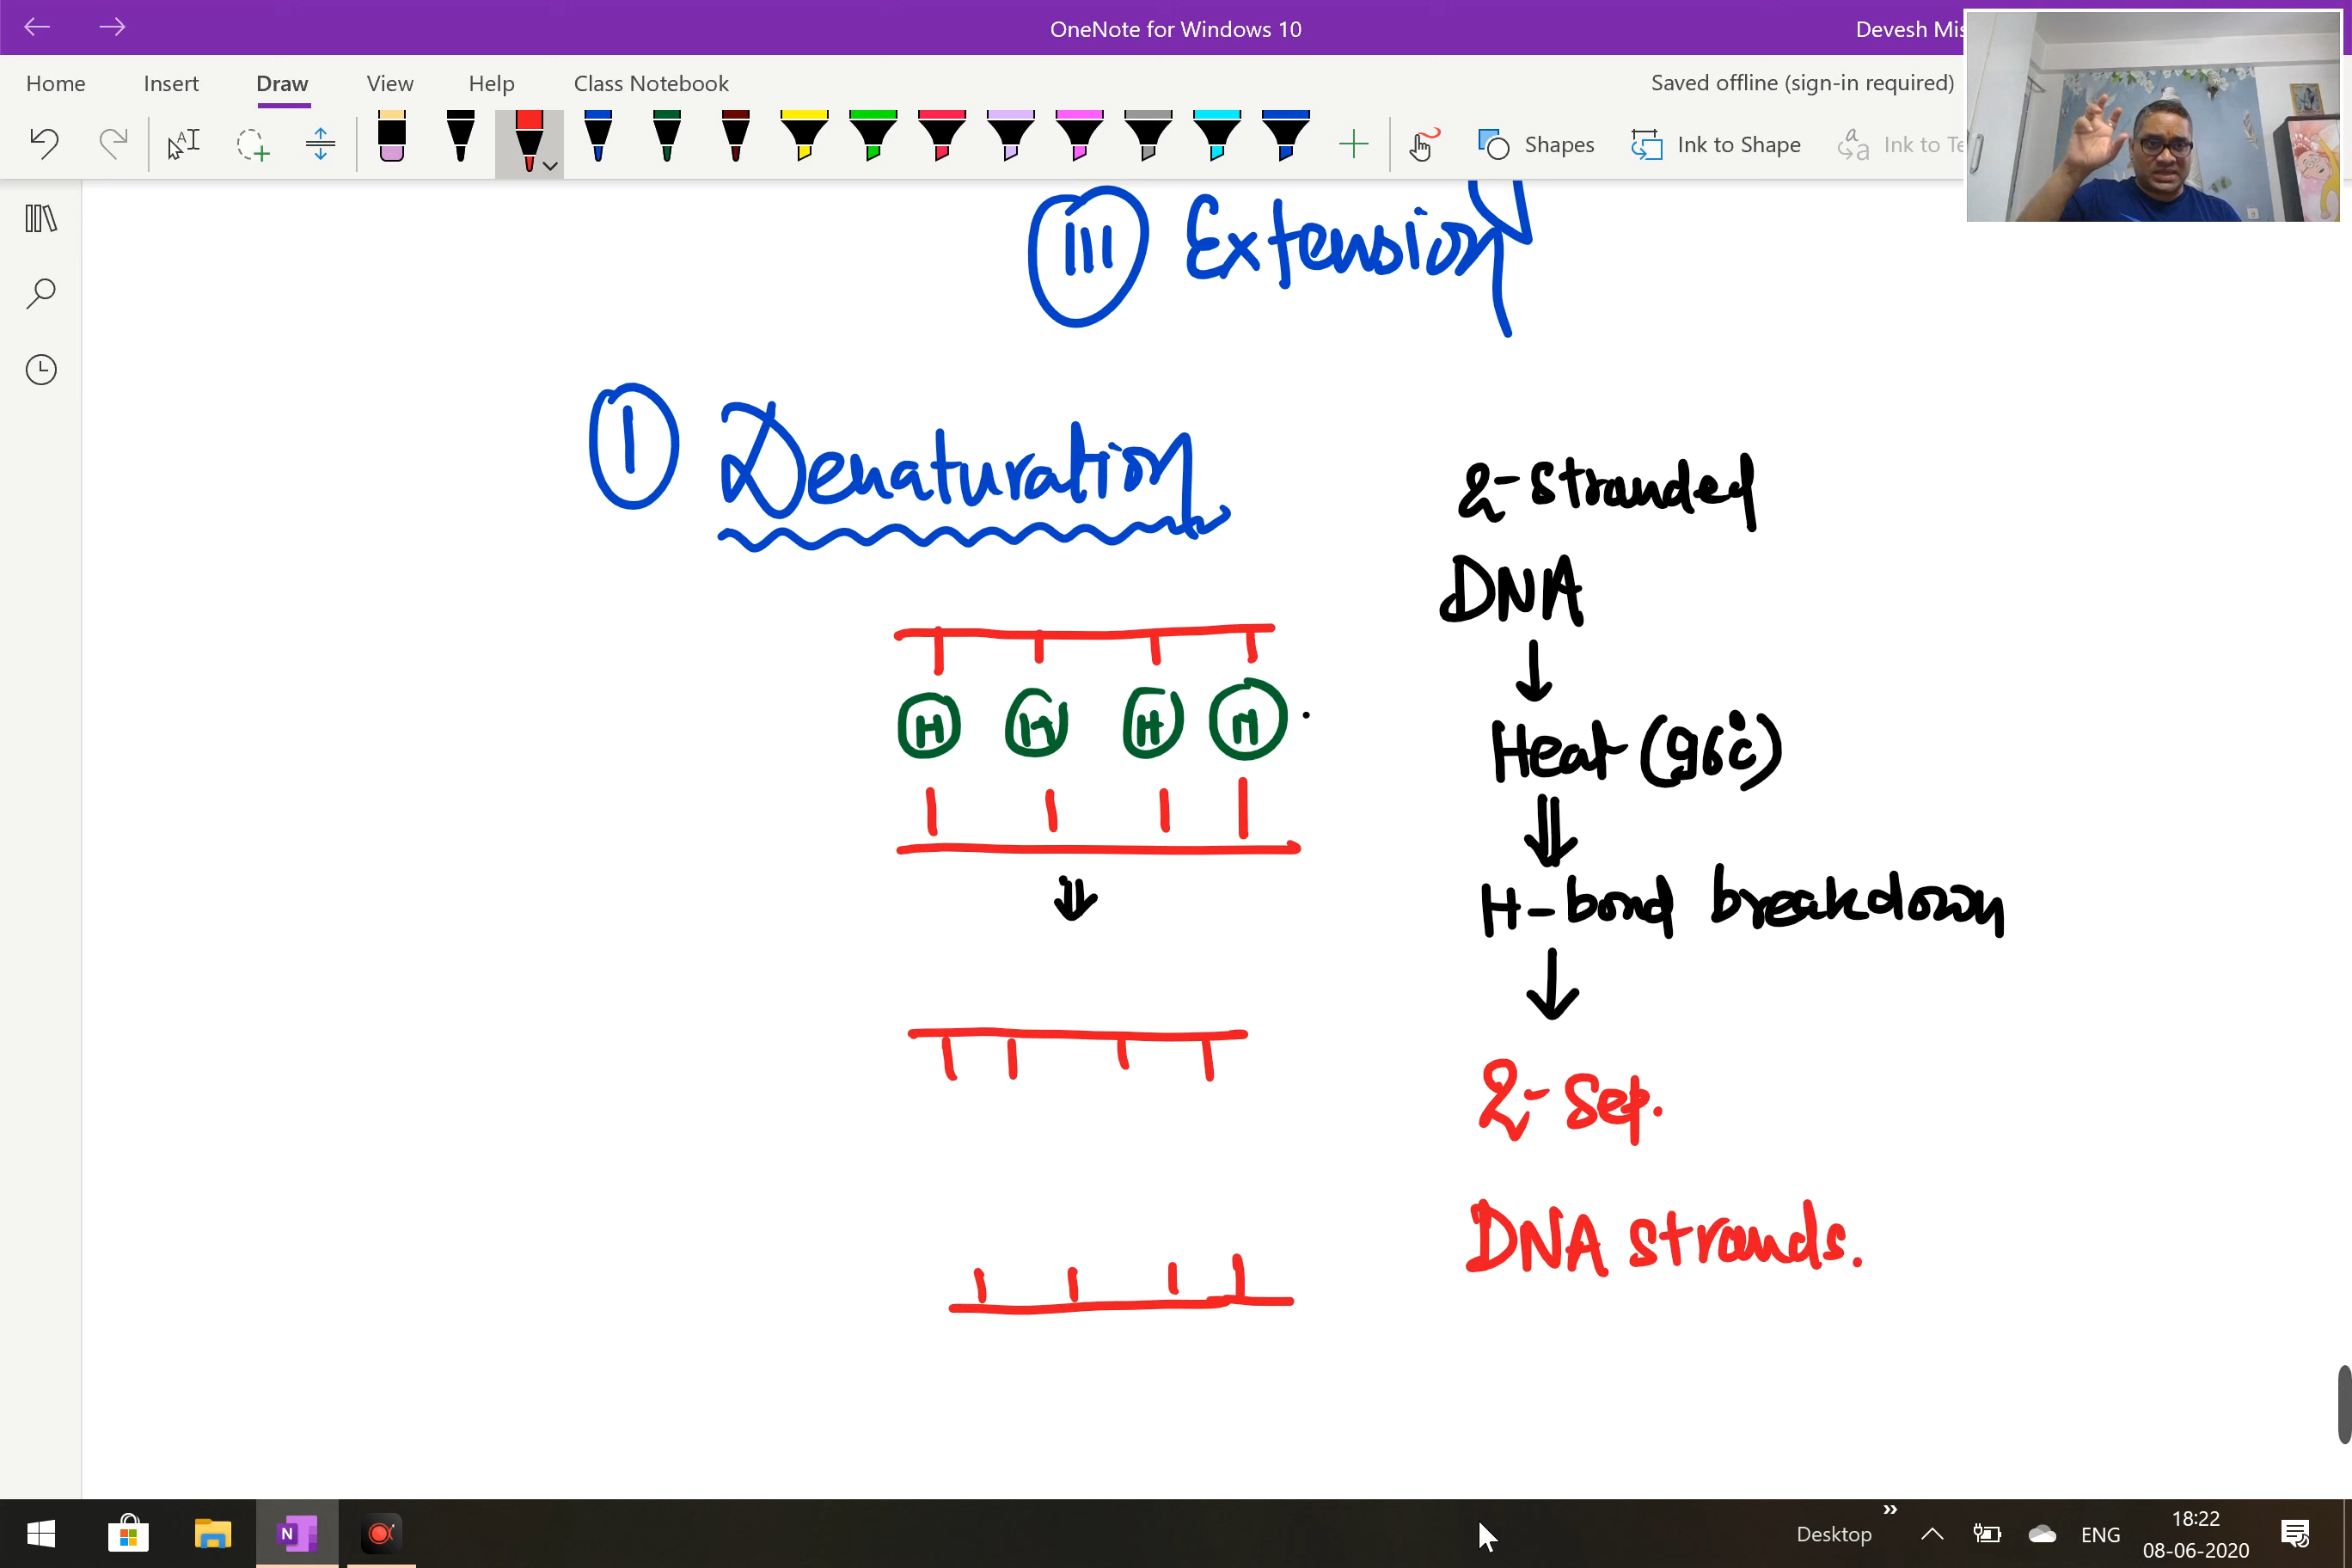 OneNote for Windows 10
Devesh Mis
Home Insert Draw View Help Class Notebook
Saved offline (sign-in required)
Shapes Ink to Shape Ink to Te
III Extension
I Denaturation
2-stranded
DNA
Heat (96°c)
H H H H
H-bond breakdown
2-Sep.
DNA strands.
Desktop
ENG
18:22
08-06-2020